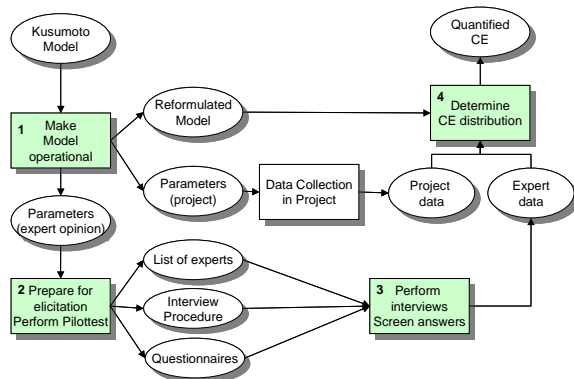 Kusumoto
Model
Quantified
CE
1 Make
Model
operational
Reformulated
Model
4 Determine
CE distribution
Parameters
(project)
Data Collection
in Project
Project
data
Expert
data
Parameters
(expert opinion)
2 Prepare for
elicitation
Perform Pilottest
List of experts
Interview
Procedure
Questionnaires
3 Perform
interviews
Screen answers